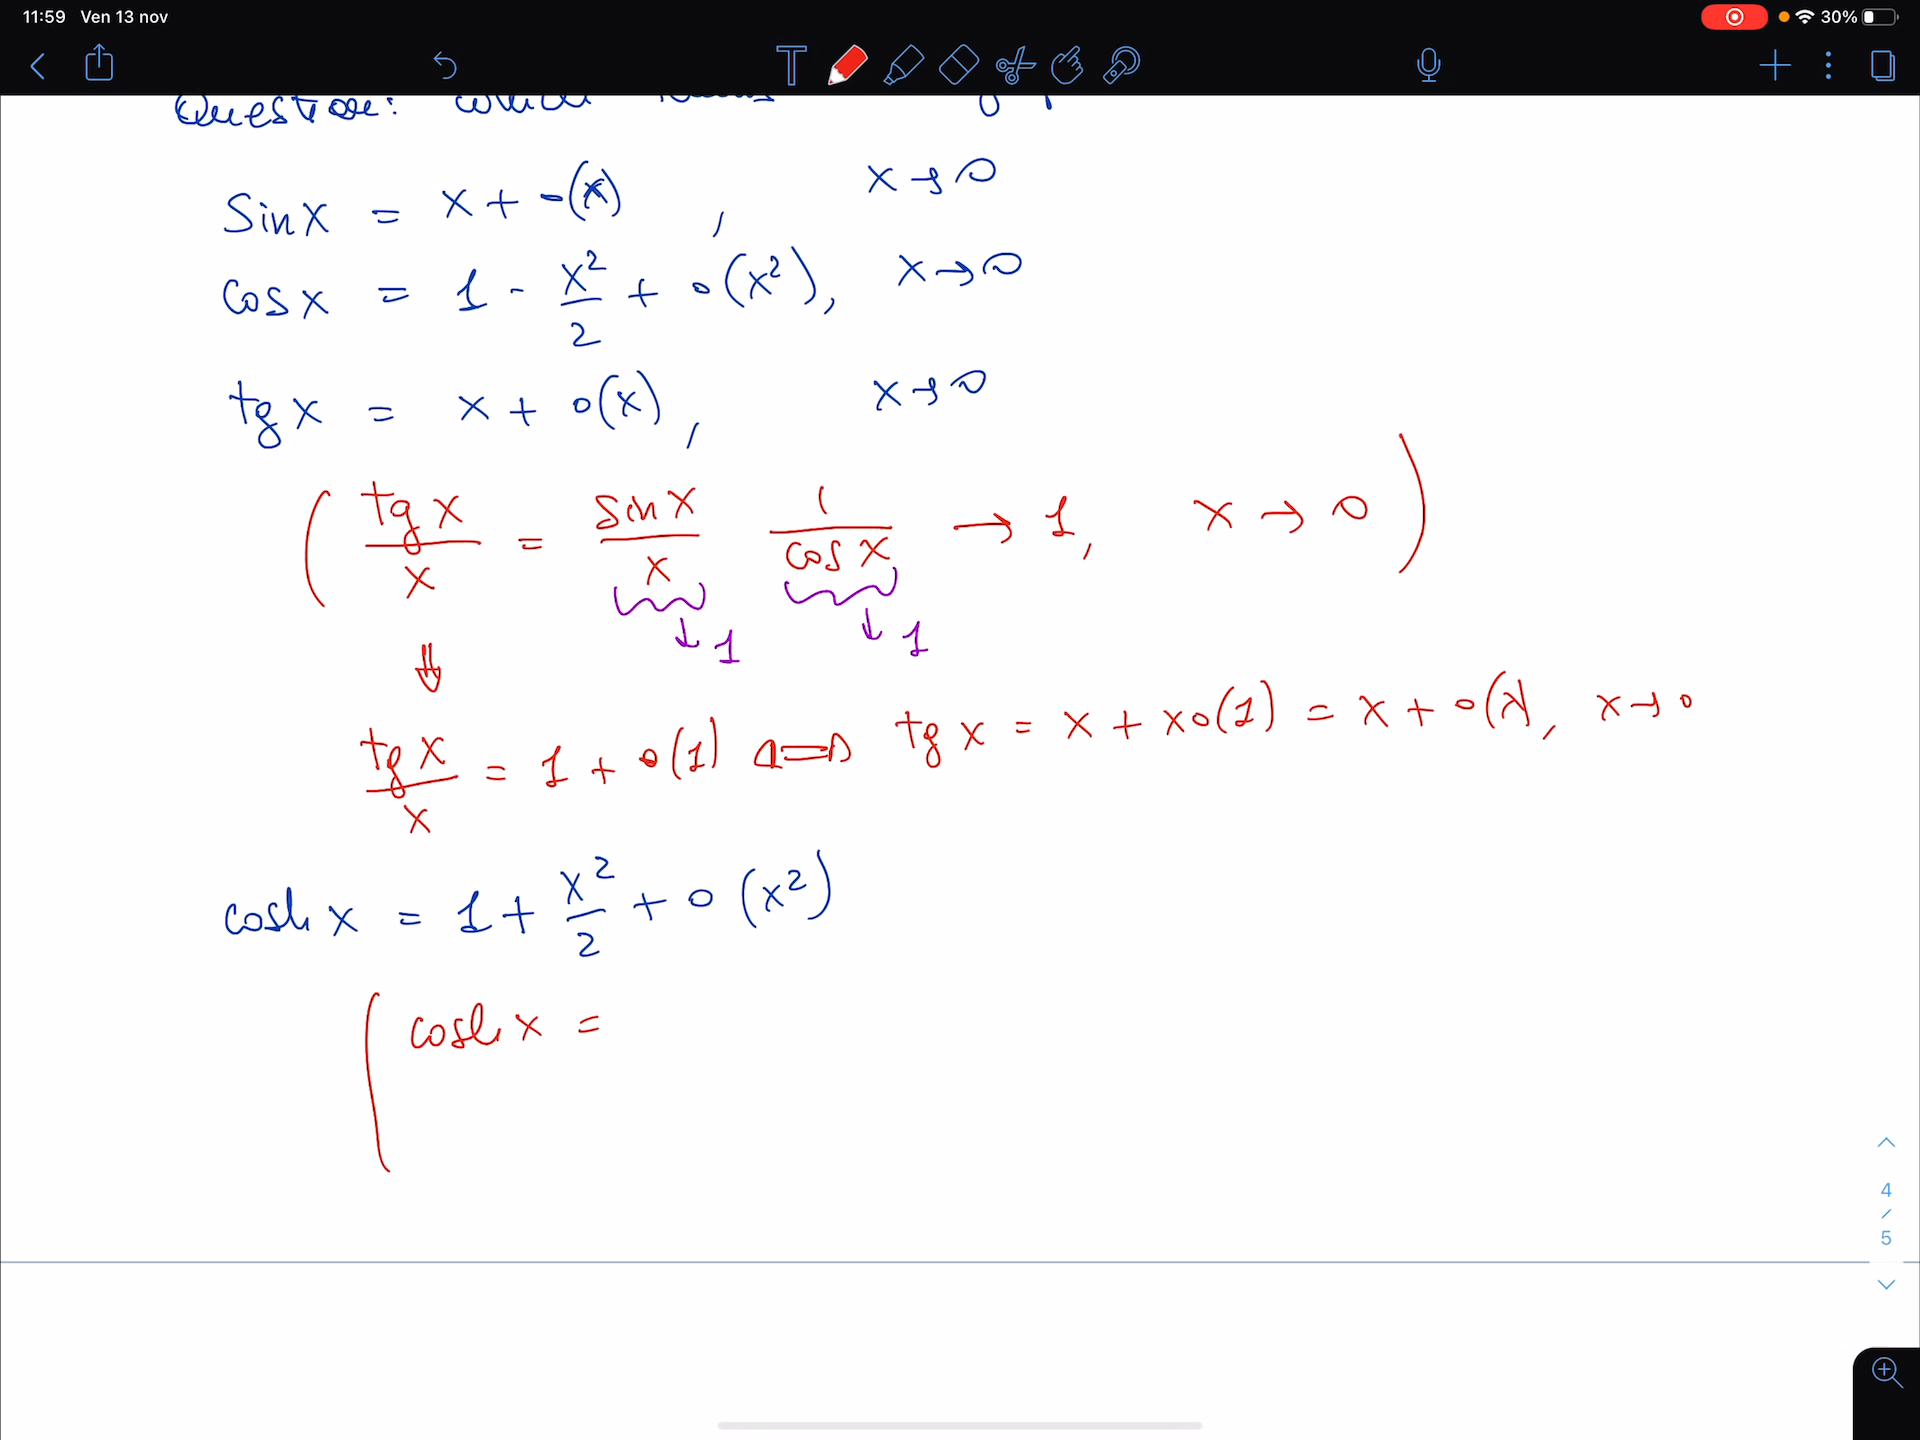 11:59 Ven 13 nov 30%
Question: which
sin x = x + o(x) , x → 0
cos x = 1 - x²/2 + o(x²), x → 0
tg x = x + o(x), x → 0
( tg x / x = sin x / x 1 / cos x → 1, x → 0 )
↓ 1 ↓ 1
⇓
tg x / x = 1 + o(1) ⇔ tg x = x + x o(1) = x + o(x), x → 0
cosh x = 1 + x²/2 + o(x²)
( cosh x =
4
/
5